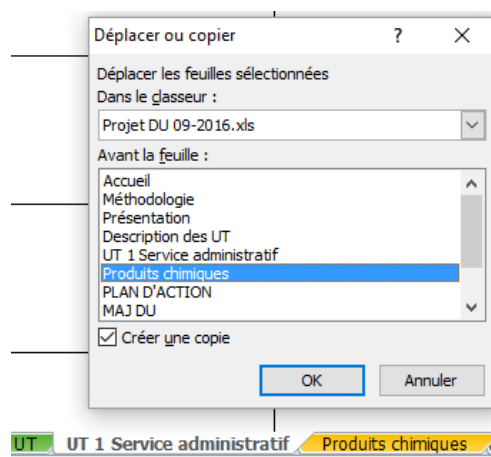 Déplacer ou copier ? X
Déplacer les feuilles sélectionnées
Dans le classeur :
Projet DU 09-2016.xls
Avant la feuille :
Accueil
Méthodologie
Présentation
Description des UT
UT 1 Service administratif
Produits chimiques
PLAN D'ACTION
MAJ DU
Créer une copie
OK Annuler
UT UT 1 Service administratif Produits chimiques